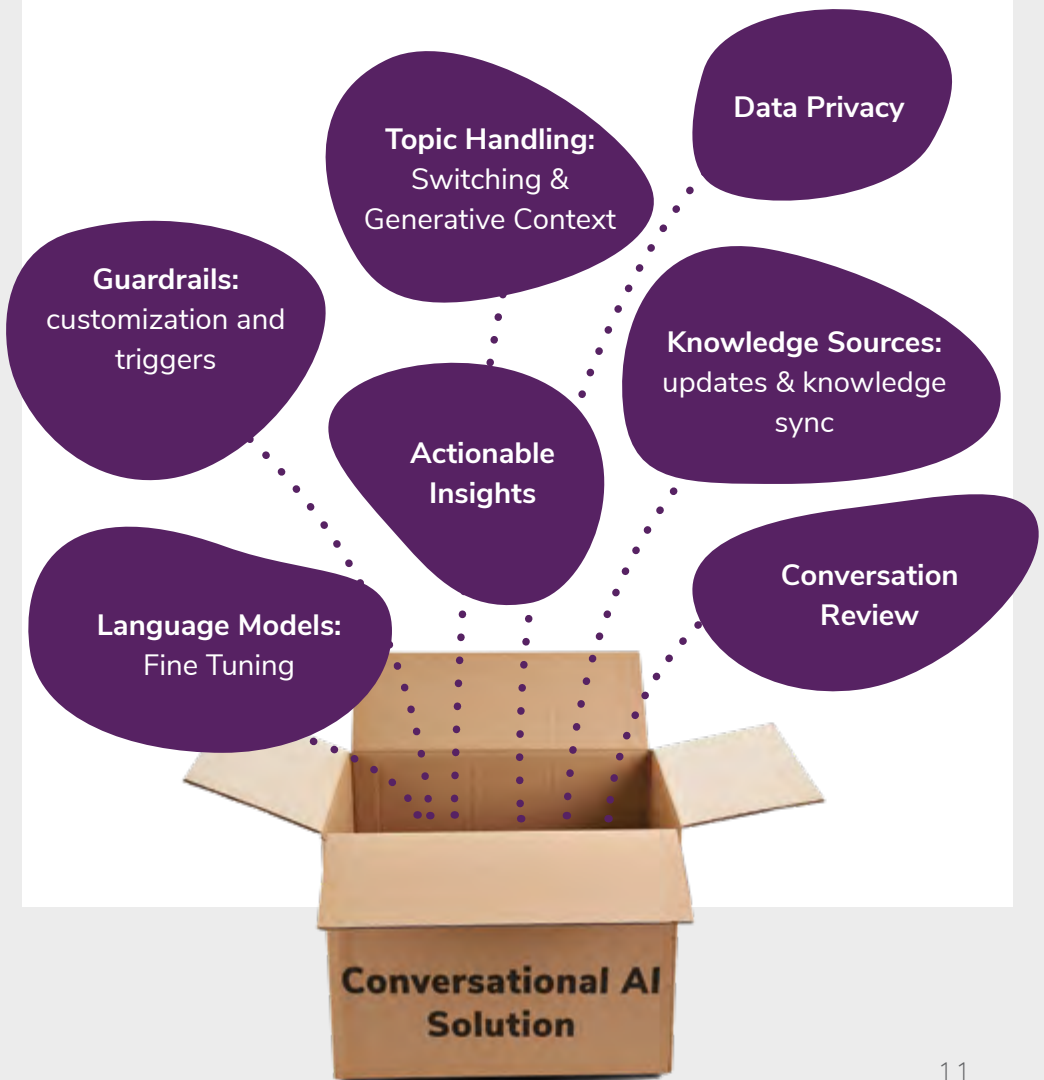 Data Privacy
Topic Handling:
Switching &
Generative Context
Guardrails:
customization and
triggers
Knowledge Sources:
updates & knowledge
sync
Actionable
Insights
Conversation
Review
Language Models:
Fine Tuning
Conversational AI
Solution
11